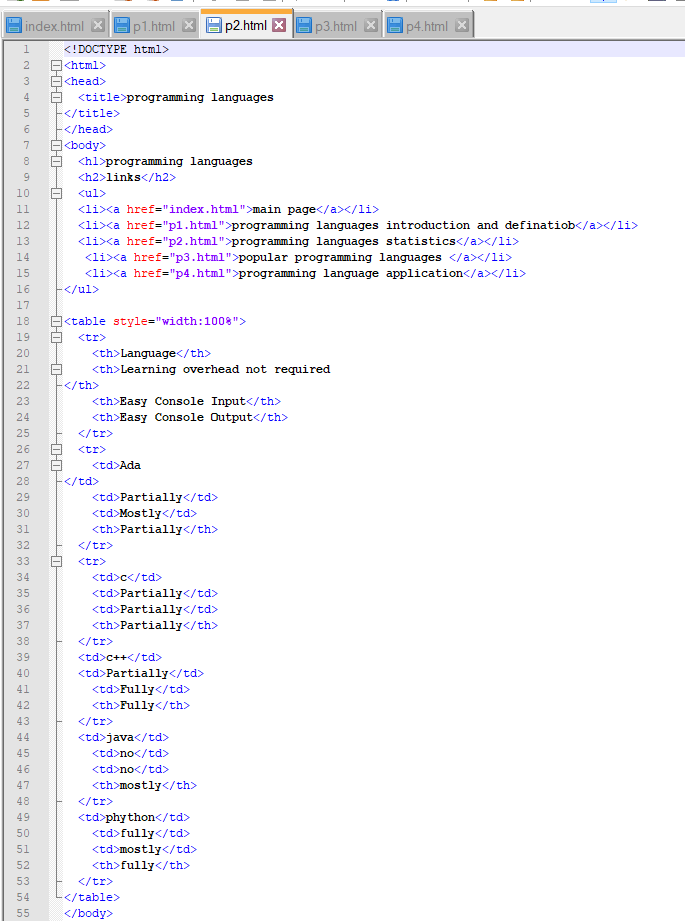 index.html p1.html p2.html p3.html p4.html
1 <!DOCTYPE html>
2 <html>
3 <head>
4 <title>programming languages
5 </title>
6 </head>
7 <body>
8 <h1>programming languages
9 <h2>links</h2>
10 <ul>
11 <li><a href="index.html">main page</a></li>
12 <li><a href="p1.html">programming languages introduction and definatiob</a></li>
13 <li><a href="p2.html">programming languages statistics</a></li>
14 <li><a href="p3.html">popular programming languages </a></li>
15 <li><a href="p4.html">programming language application</a></li>
16 </ul>
17
18 <table style="width:100%">
19 <tr>
20 <th>Language</th>
21 <th>Learning overhead not required
22 </th>
23 <th>Easy Console Input</th>
24 <th>Easy Console Output</th>
25 </tr>
26 <tr>
27 <td>Ada
28 </td>
29 <td>Partially</td>
30 <td>Mostly</td>
31 <th>Partially</th>
32 </tr>
33 <tr>
34 <td>c</td>
35 <td>Partially</td>
36 <td>Partially</td>
37 <th>Partially</th>
38 </tr>
39 <td>c++</td>
40 <td>Partially</td>
41 <td>Fully</td>
42 <th>Fully</th>
43 </tr>
44 <td>java</td>
45 <td>no</td>
46 <td>no</td>
47 <th>mostly</th>
48 </tr>
49 <td>phython</td>
50 <td>fully</td>
51 <td>mostly</td>
52 <th>fully</th>
53 </tr>
54 </table>
55 </body>